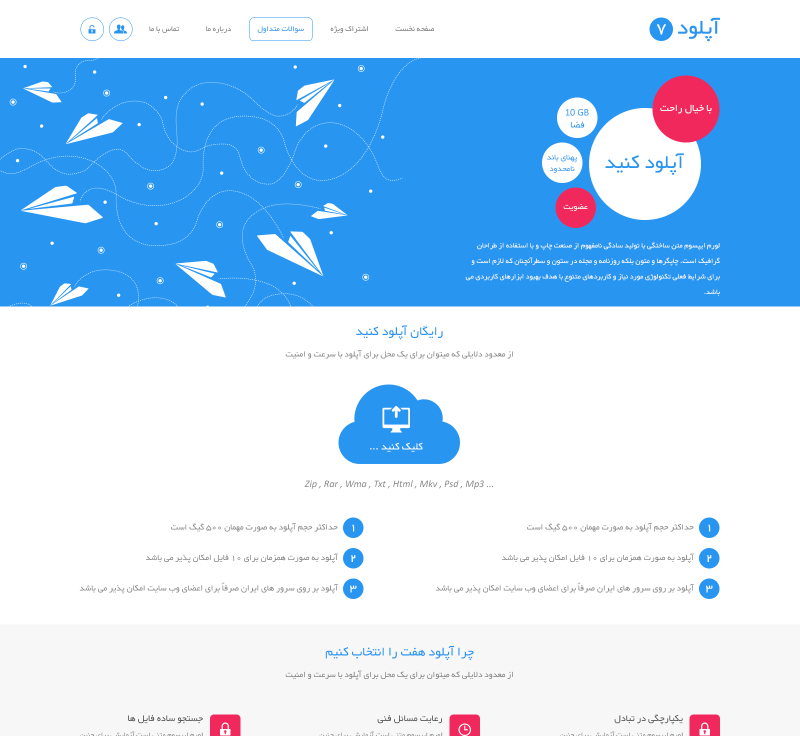 آپلود ۷
صفحه نخست
اشتراک ویژه
سوالات متداول
درباره ما
تماس با ما
با خیال راحت
آپلود کنید
10 GB
فضا
پهنای باند
نامحدود
عضویت
لورم ایپسوم متن ساختگی با تولید سادگی نامفهوم از صنعت چاپ و با استفاده از طراحان
گرافیک است. چاپگرها و متون بلکه روزنامه و مجله در ستون و سطرآنچنان که لازم است و
برای شرایط فعلی تکنولوژی مورد نیاز و کاربردهای متنوع با هدف بهبود ابزارهای کاربردی می
باشد.
رایگان آپلود کنید
از معدود دلایلی که میتوان برای یک محل برای آپلود با سرعت و امنیت
کلیک کنید ...
Zip , Rar , Wma , Txt , Html , Mkv , Psd , Mp3 ...
۱ حداکثر حجم آپلود به صورت مهمان ۵۰۰ گیگ است
۲ آپلود به صورت همزمان برای ۱۰ فایل امکان پذیر می باشد
۳ آپلود بر روی سرور های ایران صرفاً برای اعضای وب سایت امکان پذیر می باشد
۱ حداکثر حجم آپلود به صورت مهمان ۵۰۰ گیگ است
۲ آپلود به صورت همزمان برای ۱۰ فایل امکان پذیر می باشد
۳ آپلود بر روی سرور های ایران صرفاً برای اعضای وب سایت امکان پذیر می باشد
چرا آپلود هفت را انتخاب کنیم
از معدود دلایلی که میتوان برای یک محل برای آپلود با سرعت و امنیت
یکپارچگی در تبادل
رعایت مسائل فنی
جستجو ساده فایل ها